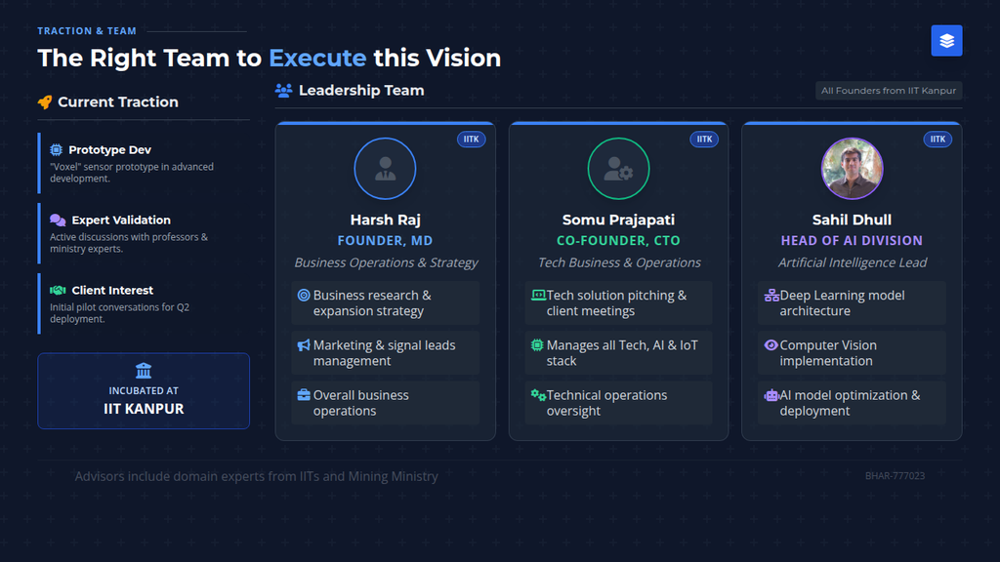 TRACTION & TEAM
The Right Team to Execute this Vision
Current Traction
Prototype Dev
"Voxel" sensor prototype in advanced
development.
Expert Validation
Active discussions with professors &
ministry experts.
Client Interest
Initial pilot conversations for Q2
deployment.
INCUBATED AT
IIT KANPUR
Leadership Team
All Founders from IIT Kanpur
IITK
Harsh Raj
FOUNDER, MD
Business Operations & Strategy
Business research &
expansion strategy
Marketing & signal leads
management
Overall business
operations
IITK
Somu Prajapati
CO-FOUNDER, CTO
Tech Business & Operations
Tech solution pitching &
client meetings
Manages all Tech, AI & IoT
stack
Technical operations
oversight
IITK
Sahil Dhull
HEAD OF AI DIVISION
Artificial Intelligence Lead
Deep Learning model
architecture
Computer Vision
implementation
AI model optimization &
deployment
Advisors include domain experts from IITs and Mining Ministry
BHAR-777023